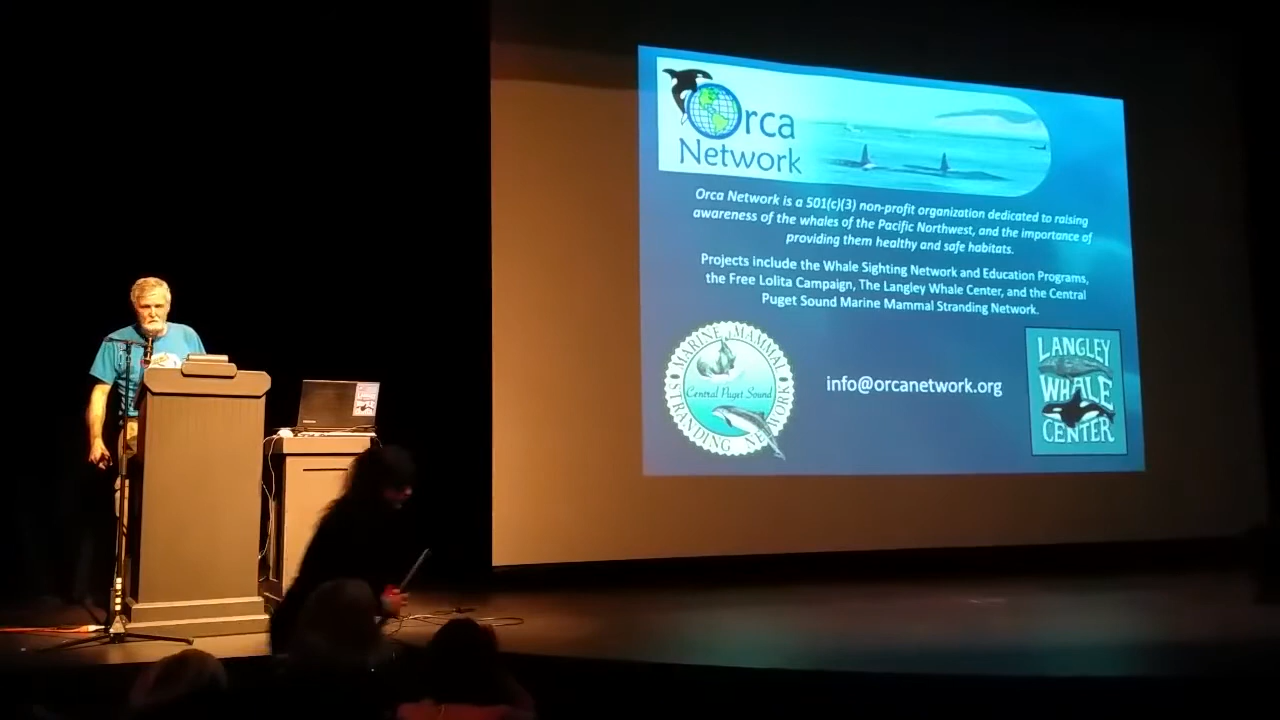 Orca
Network
Orca Network is a 501(c)(3) non-profit organization dedicated to raising
awareness of the whales of the Pacific Northwest, and the importance of
providing them healthy and safe habitats.
Projects include the Whale Sighting Network and Education Programs,
the Free Lolita Campaign, The Langley Whale Center, and the Central
Puget Sound Marine Mammal Stranding Network.
MARINE MAMMAL
Central Puget Sound
STRANDING NETWORK
info@orcanetwork.org
LANGLEY
WHALE
CENTER